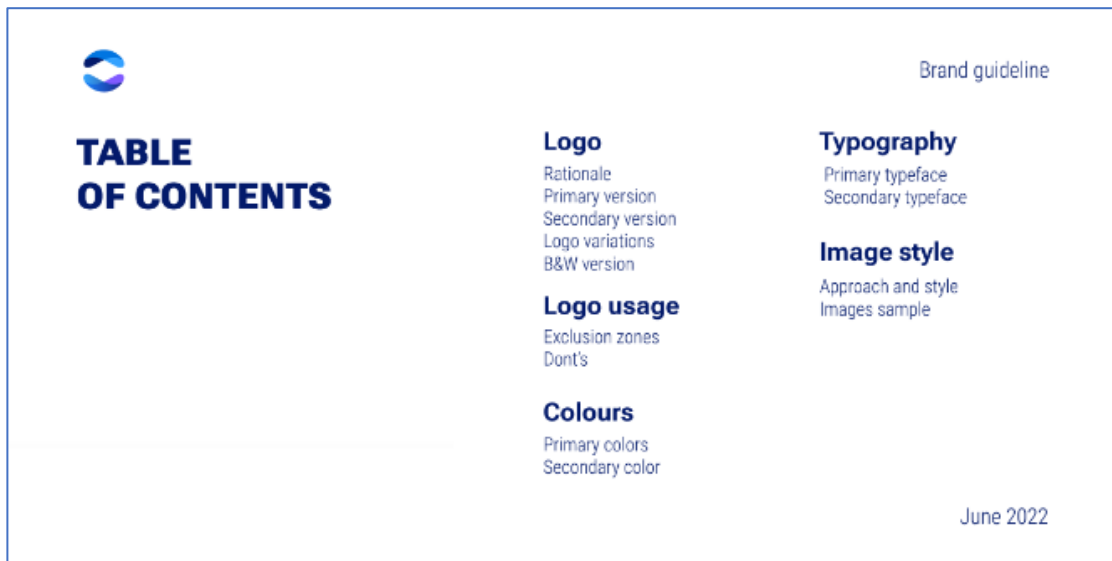 Brand guideline
TABLE
OF CONTENTS
Logo
Rationale
Primary version
Secondary version
Logo variations
B&W version
Logo usage
Exclusion zones
Dont's
Colours
Primary colors
Secondary color
Typography
Primary typeface
Secondary typeface
Image style
Approach and style
Images sample
June 2022